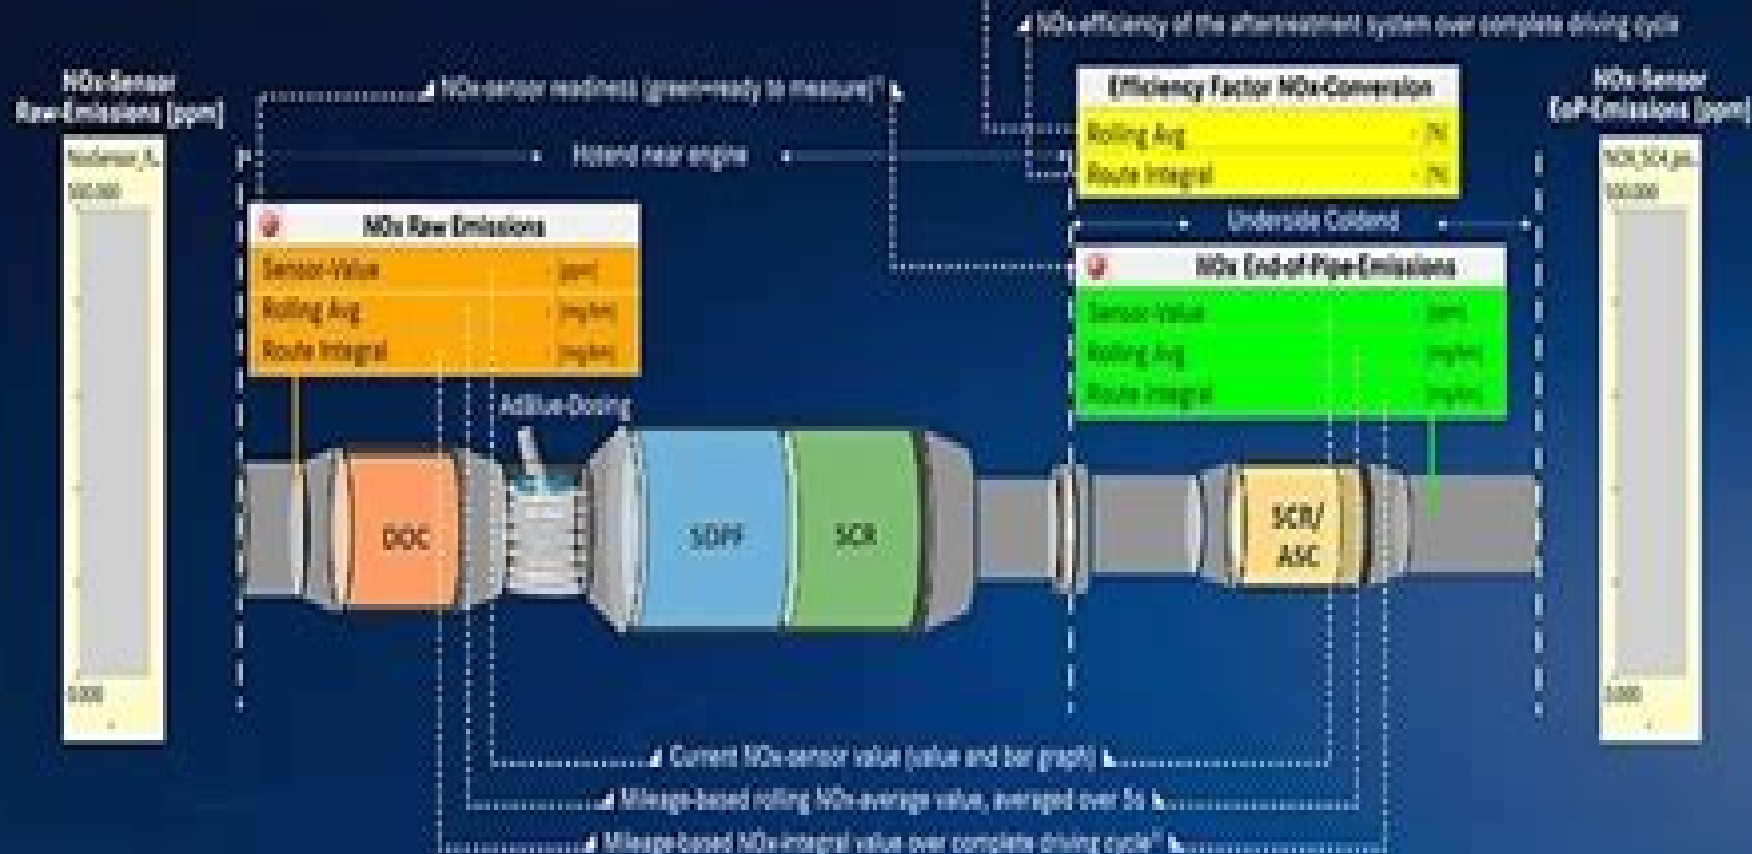 NOx-efficiency of the aftertreatment system over complete driving cycle
NOx-Sensor
Raw-Emissions [ppm]
NOx-sensor readiness (green=ready to measure)
Hotend near engine
Efficiency Factor NOx-Conversion
Rolling Avg - [%]
Route Integral - [%]
NOx-Sensor
EoP-Emissions [ppm]
500.000
0.000
NOx Raw Emissions
Sensor-Value - [ppm]
Rolling Avg - [mg/km]
Route Integral - [mg/km]
Underside Coldend
NOx End-of-Pipe-Emissions
Sensor-Value - [ppm]
Rolling Avg - [mg/km]
Route Integral - [mg/km]
AdBlue-Dosing
DOC
SDPF
SCR
SCR/
ASC
Current NOx-sensor value (value and bar graph)
Mileage-based rolling NOx-average value, averaged over 5s
Mileage-based NOx-integral value over complete driving cycle